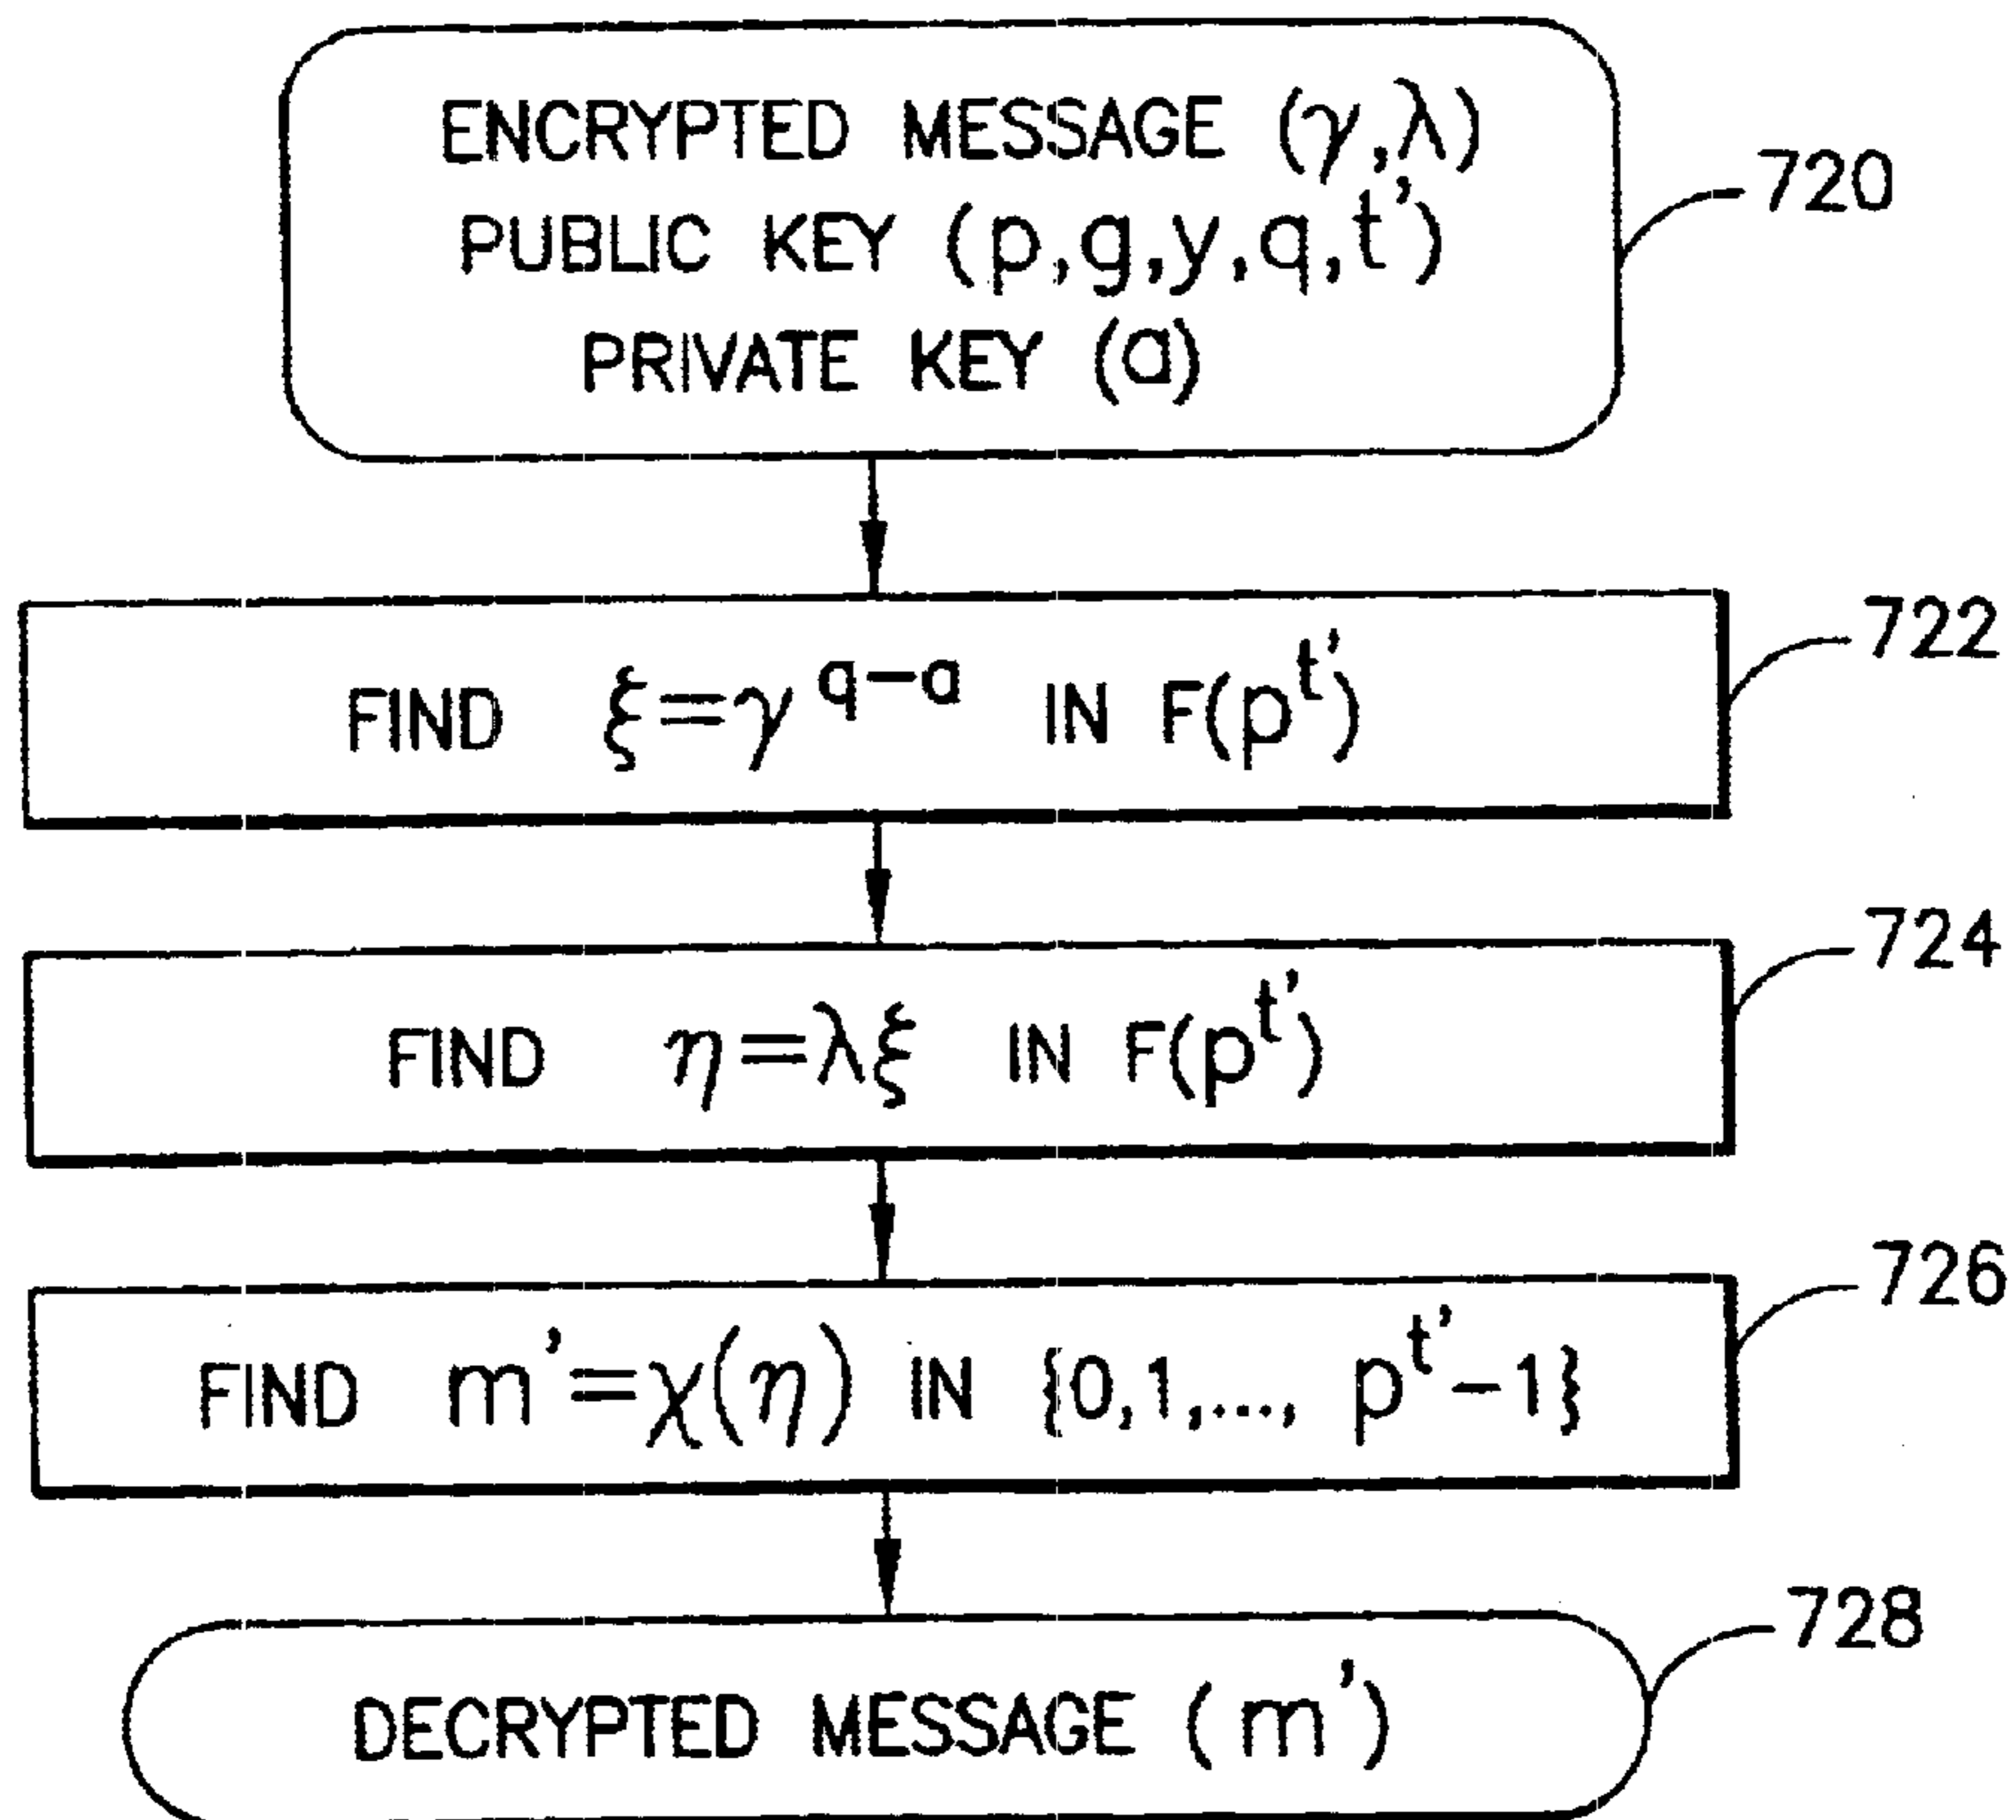 ENCRYPTED MESSAGE (γ,λ)
PUBLIC KEY (p,g,y,q,t')
PRIVATE KEY (a)
720
FIND ξ=γ^{q-a} IN F(p^{t'})
722
FIND η=λξ IN F(p^{t'})
724
FIND m'=χ(η) IN {0,1,..., p^{t'}-1}
726
DECRYPTED MESSAGE (m')
728